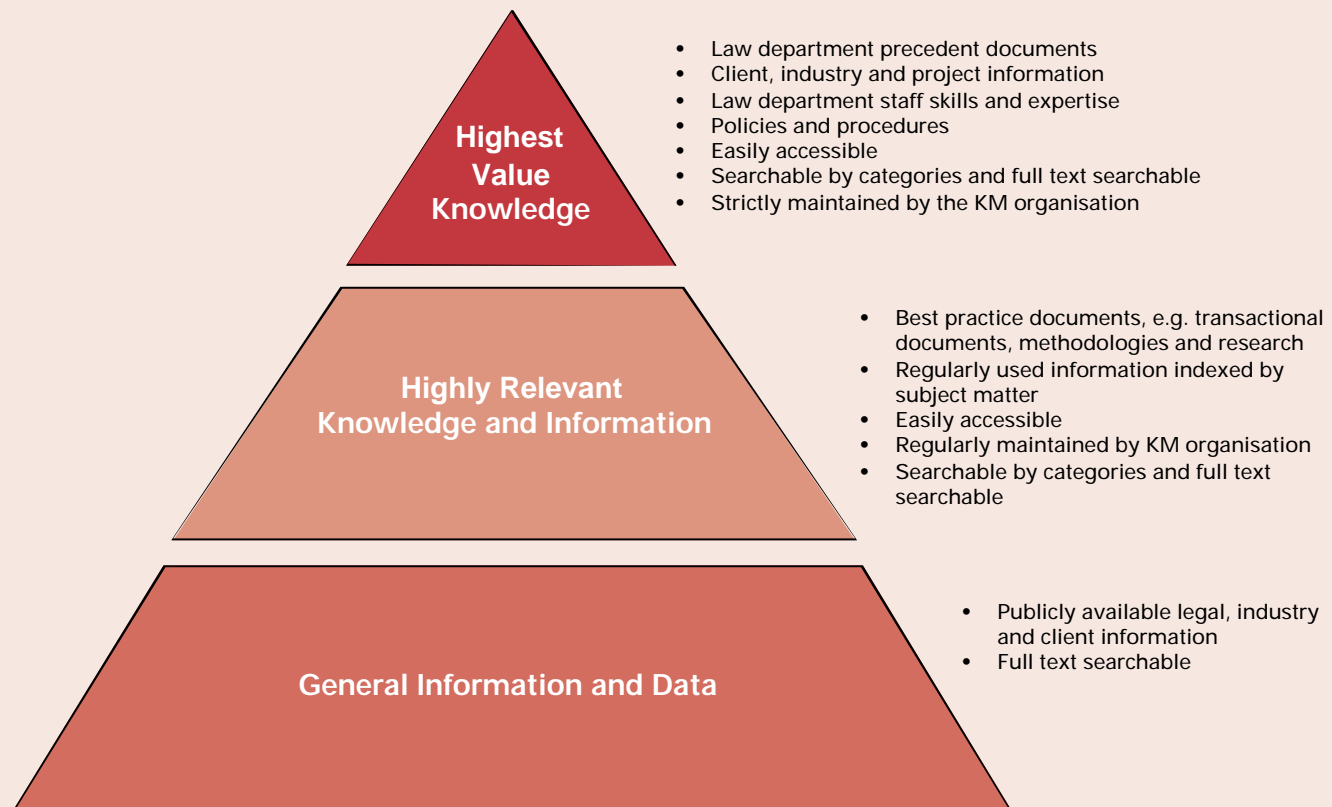 • Law department precedent documents
• Client, industry and project information
• Law department staff skills and expertise
• Policies and procedures
• Easily accessible
• Searchable by categories and full text searchable
• Strictly maintained by the KM organisation
Highest
Value
Knowledge
• Best practice documents, e.g. transactional
documents, methodologies and research
• Regularly used information indexed by
subject matter
• Easily accessible
• Regularly maintained by KM organisation
• Searchable by categories and full text
searchable
Highly Relevant
Knowledge and Information
• Publicly available legal, industry
and client information
• Full text searchable
General Information and Data